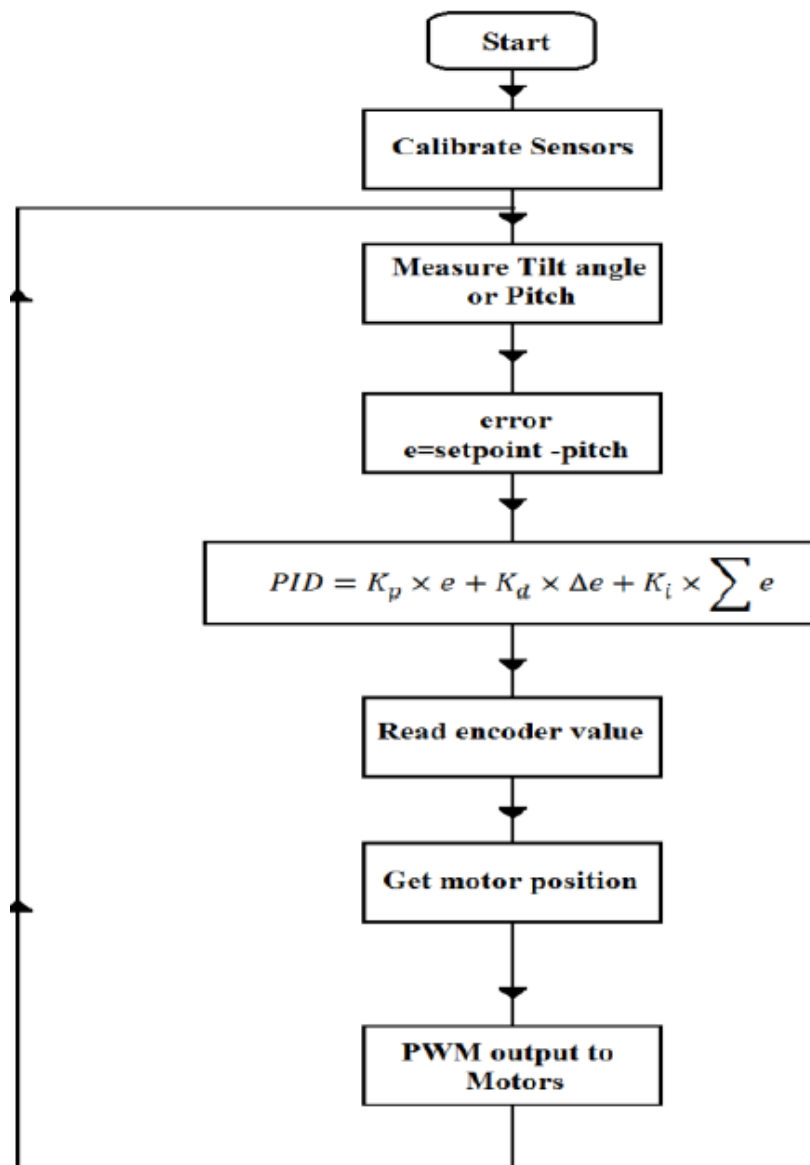 Start
Calibrate Sensors
Measure Tilt angle
or Pitch
error
e=setpoint -pitch
PID = K_p × e + K_d × Δe + K_i × ∑ e
Read encoder value
Get motor position
PWM output to
Motors